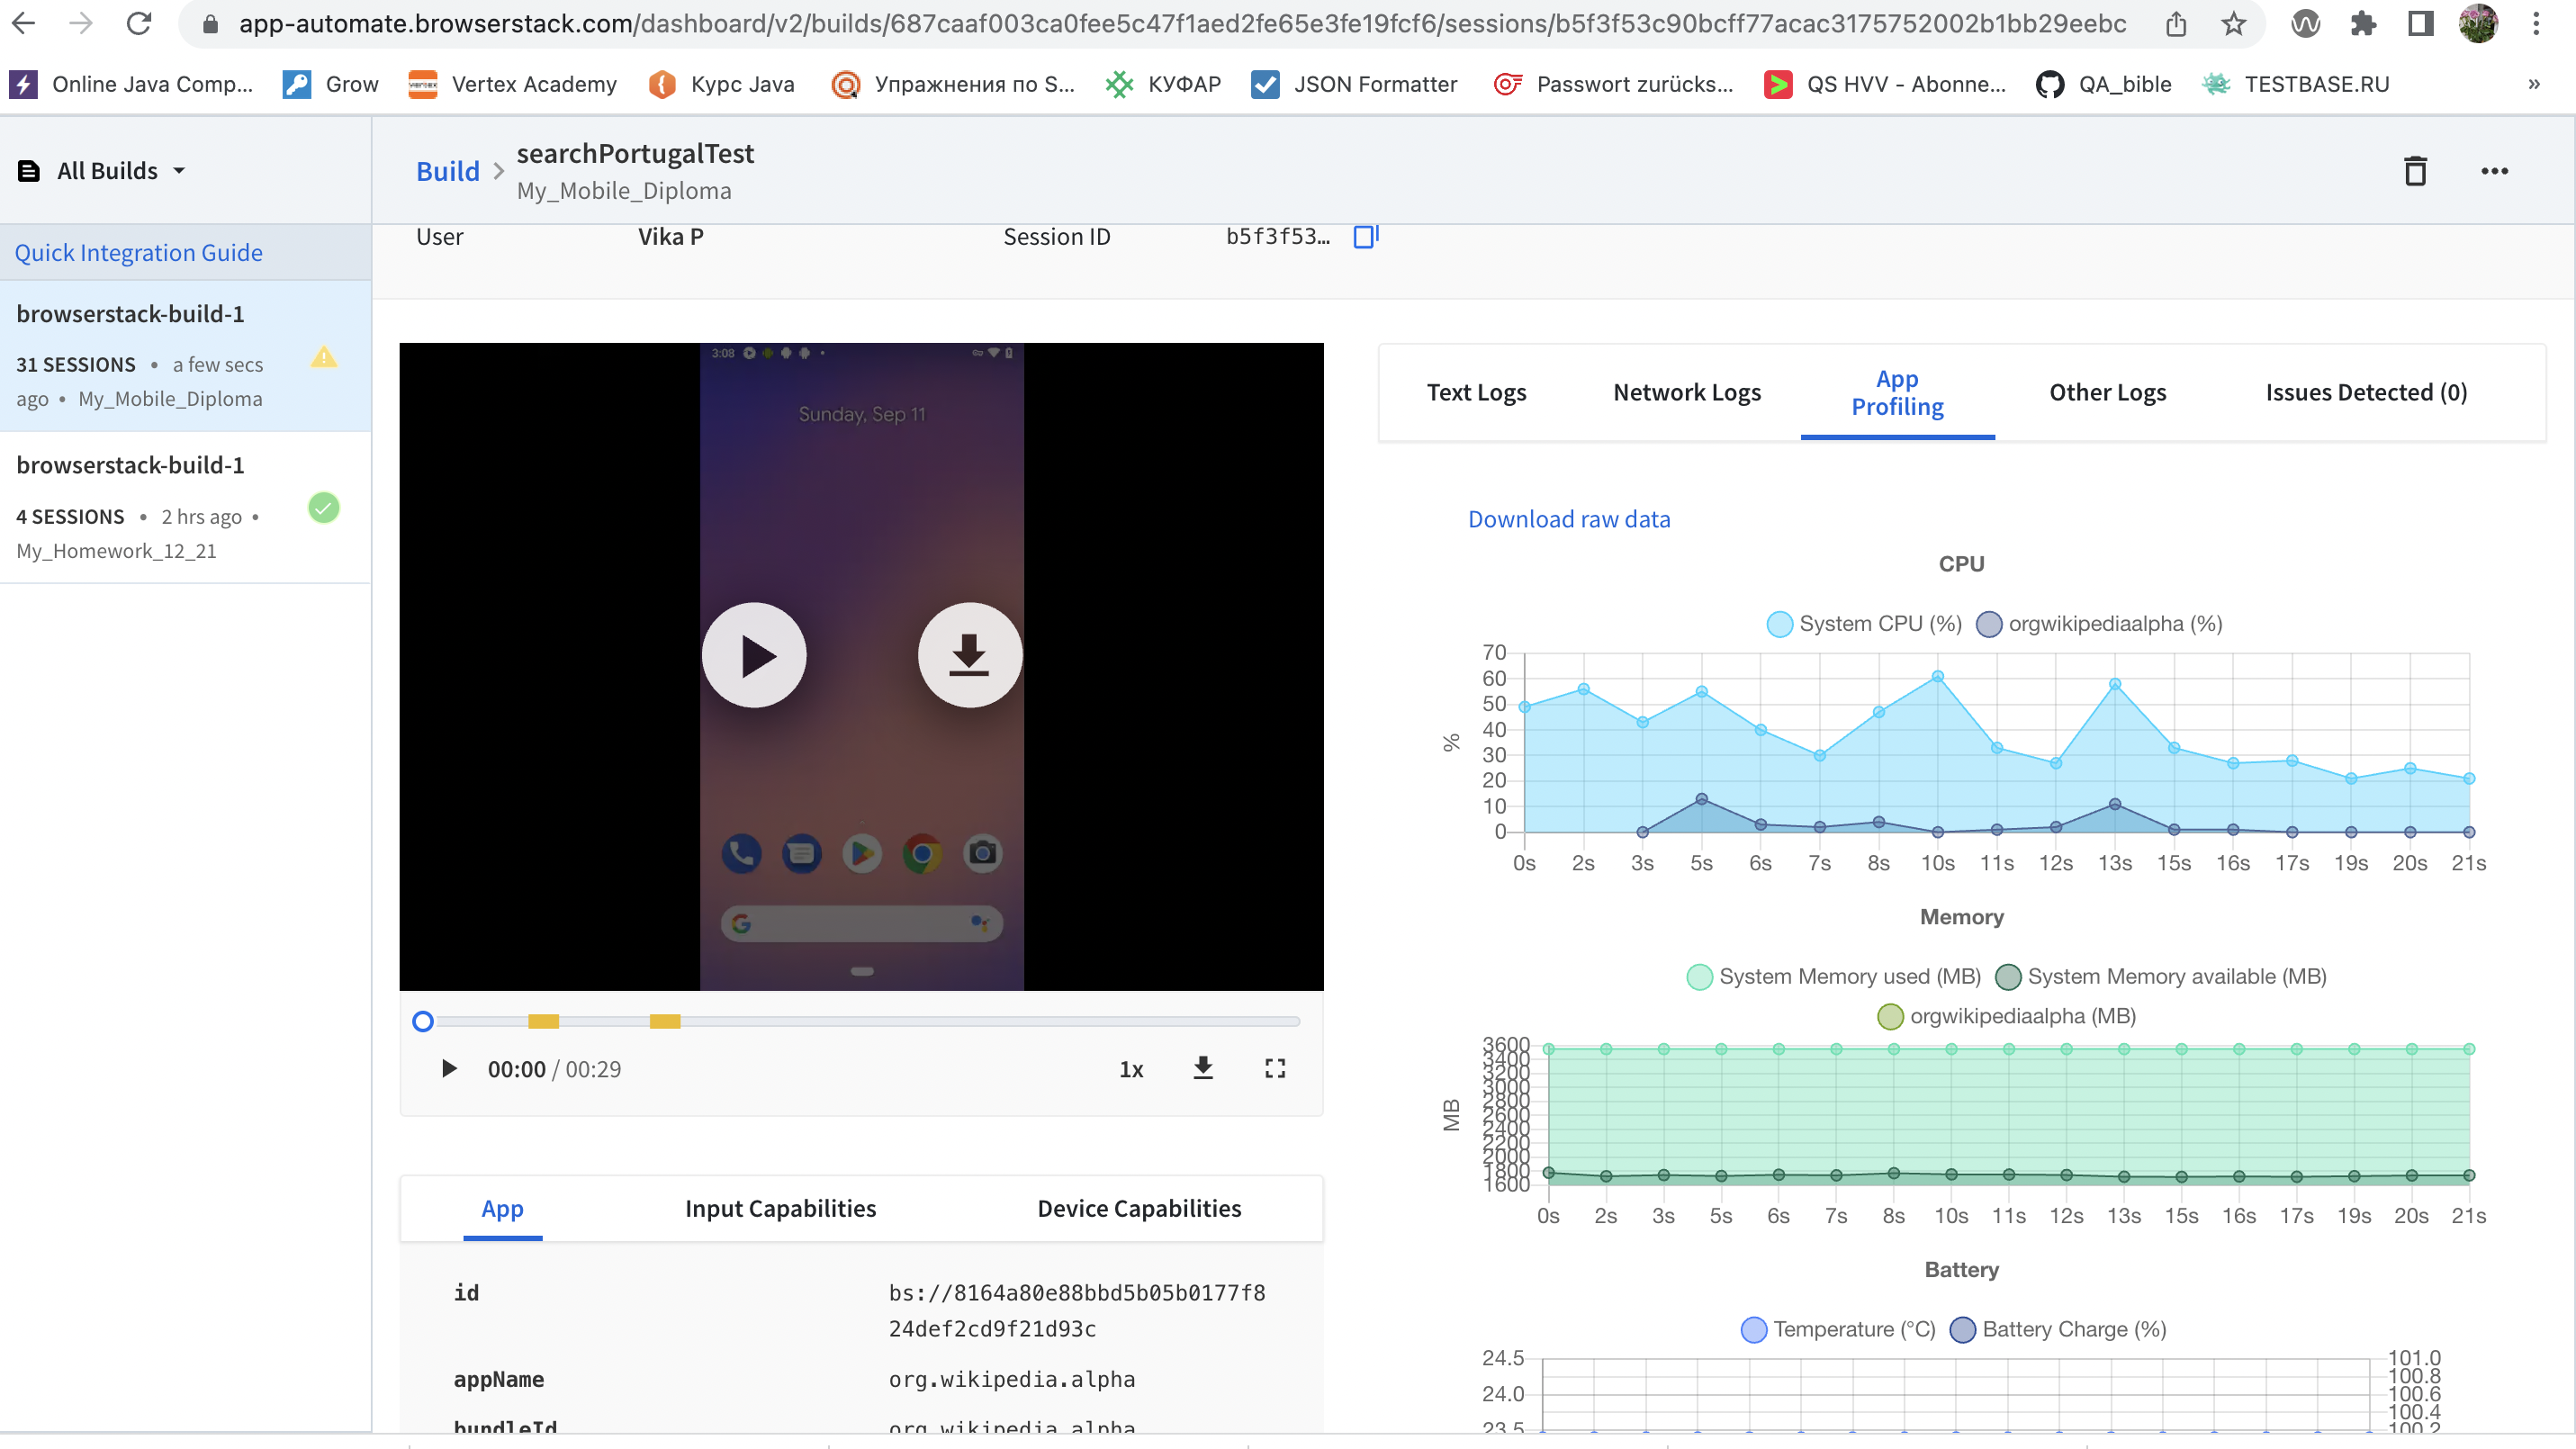 app-automate.browserstack.com/dashboard/v2/builds/687caaf003ca0fee5c47f1aed2fe65e3fe19fcf6/sessions/b5f3f53c90bcff77acac3175752002b1bb29eebc
Online Java Comp... Grow Vertex Academy Курс Java Упражнения по S... КУФАР JSON Formatter Passwort zurücks... QS HVV - Abonne... QA_bible TESTBASE.RU »
All Builds
Build > searchPortugalTest
My_Mobile_Diploma
Quick Integration Guide
browserstack-build-1
31 SESSIONS • a few secs
ago • My_Mobile_Diploma
browserstack-build-1
4 SESSIONS • 2 hrs ago •
My_Homework_12_21
User Vika P Session ID b5f3f53...
3:08
Sunday, Sep 11
00:00 / 00:29 1x
App Input Capabilities Device Capabilities
id bs://8164a80e88bbd5b05b0177f8
24def2cd9f21d93c
appName org.wikipedia.alpha
bundleId org.wikipedia.alpha
Text Logs Network Logs App Profiling Other Logs Issues Detected (0)
Download raw data
CPU
System CPU (%) orgwikipediaalpha (%)
%
70
60
50
40
30
20
10
0
0s 2s 3s 5s 6s 7s 8s 10s 11s 12s 13s 15s 16s 17s 19s 20s 21s
Memory
System Memory used (MB) System Memory available (MB)
orgwikipediaalpha (MB)
MB
3600
3400
3200
3000
2800
2600
2400
2200
2000
1800
1600
0s 2s 3s 5s 6s 7s 8s 10s 11s 12s 13s 15s 16s 17s 19s 20s 21s
Battery
Temperature (°C) Battery Charge (%)
24.5 101.0
100.8
24.0 100.6
100.4
23.5 100.2